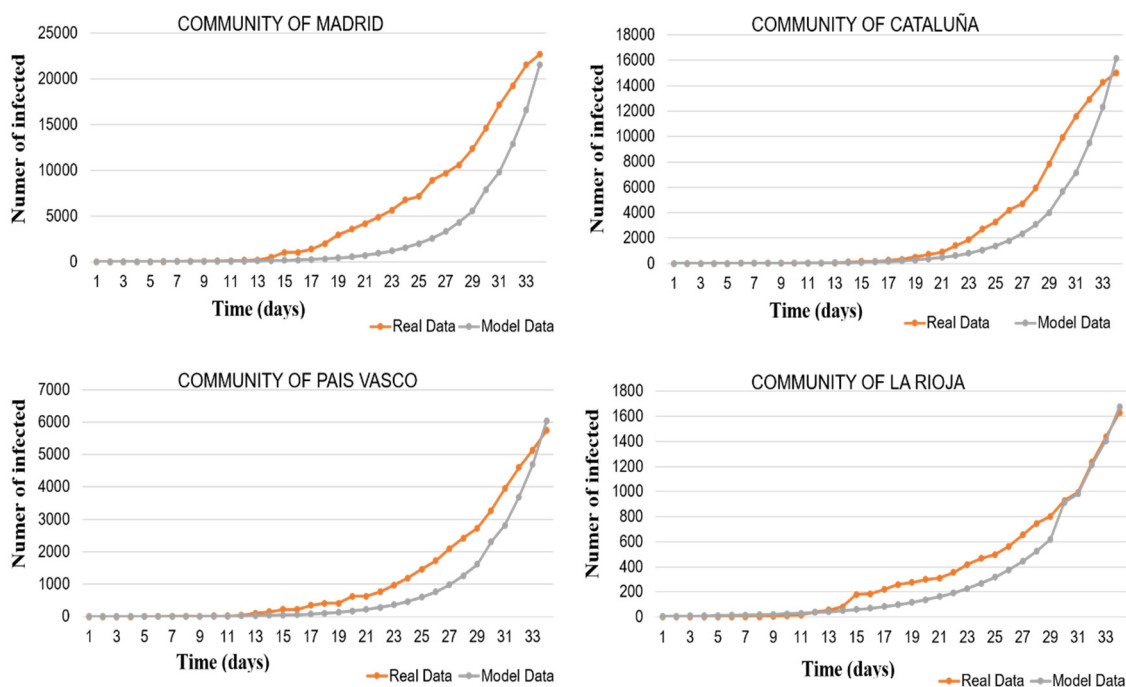 COMMUNITY OF MADRID
Numer of infected
25000
20000
15000
10000
5000
0
1 3 5 7 9 11 13 15 17 19 21 23 25 27 29 31 33
Time (days)
Real Data Model Data
COMMUNITY OF CATALUÑA
Numer of infected
18000
16000
14000
12000
10000
8000
6000
4000
2000
0
1 3 5 7 9 11 13 15 17 19 21 23 25 27 29 31 33
Time (days)
Real Data Model Data
COMMUNITY OF PAIS VASCO
Numer of infected
7000
6000
5000
4000
3000
2000
1000
0
1 3 5 7 9 11 13 15 17 19 21 23 25 27 29 31 33
Time (days)
Real Data Model Data
COMMUNITY OF LA RIOJA
Numer of infected
1800
1600
1400
1200
1000
800
600
400
200
0
1 3 5 7 9 11 13 15 17 19 21 23 25 27 29 31 33
Time (days)
Real Data Model Data